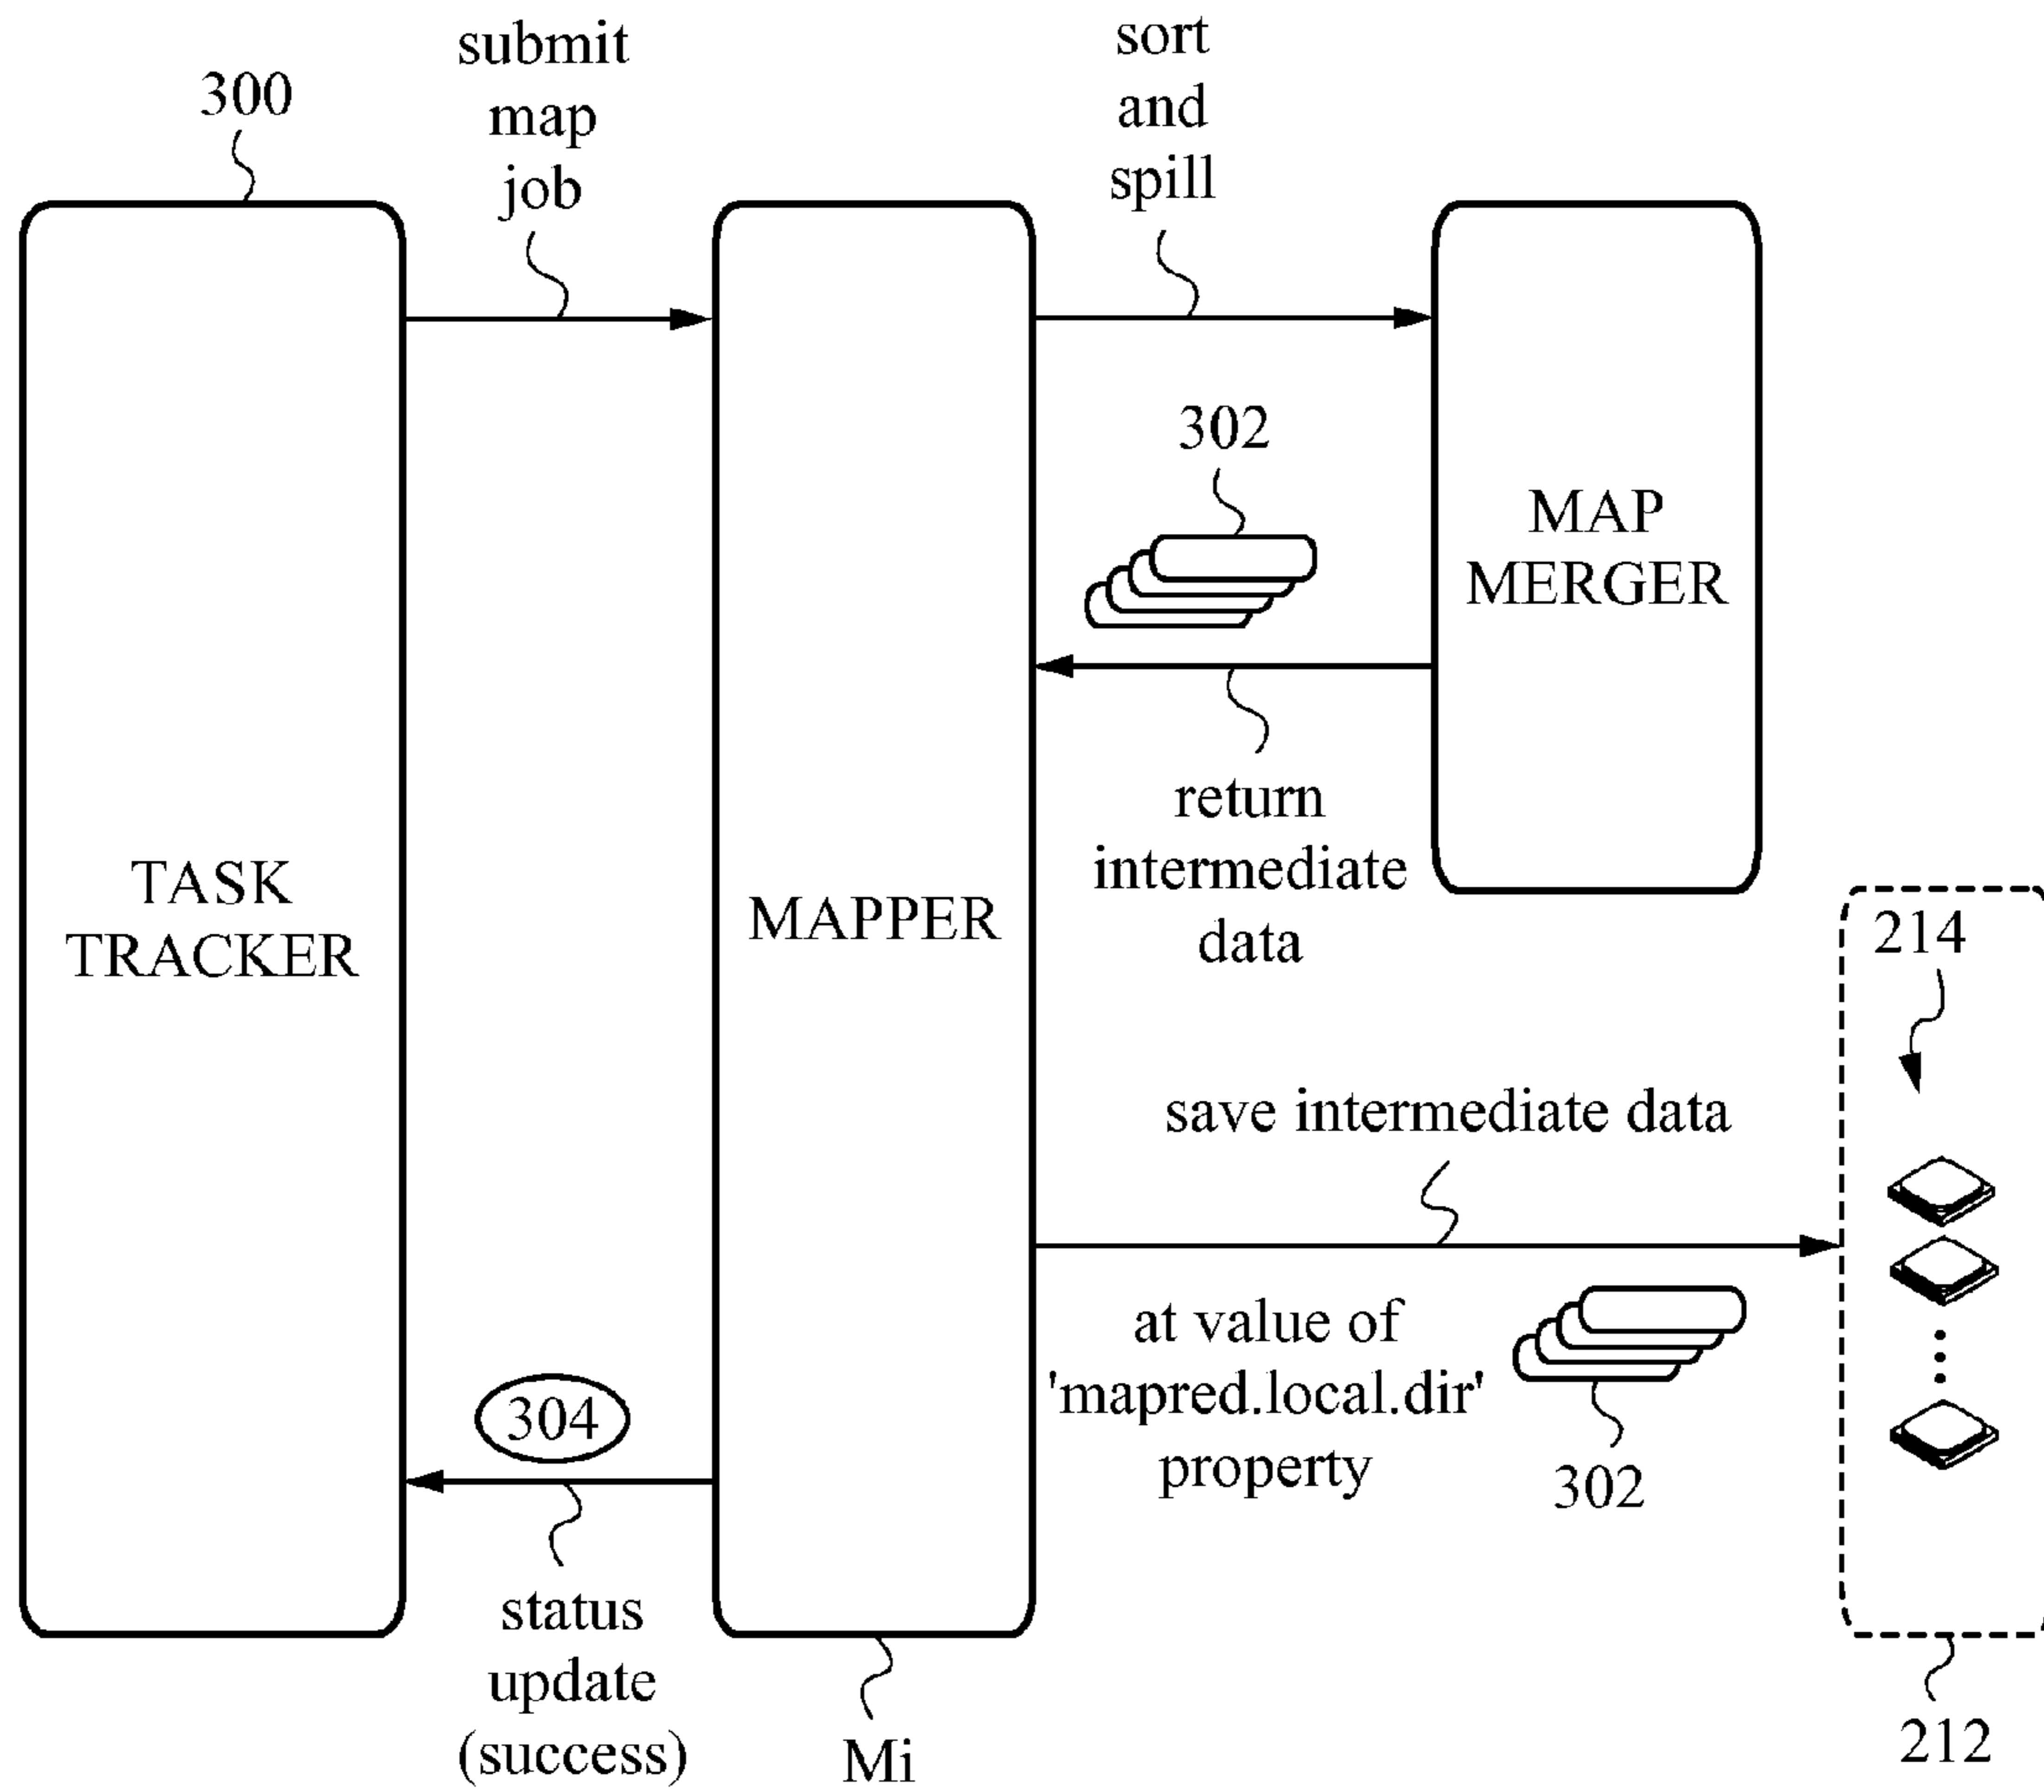 300
submit
map
job
sort
and
spill
302
MAP
MERGER
return
intermediate
data
TASK
TRACKER
MAPPER
214
save intermediate data
at value of
'mapred.local.dir'
property
302
304
status
update
(success)
Mi
212